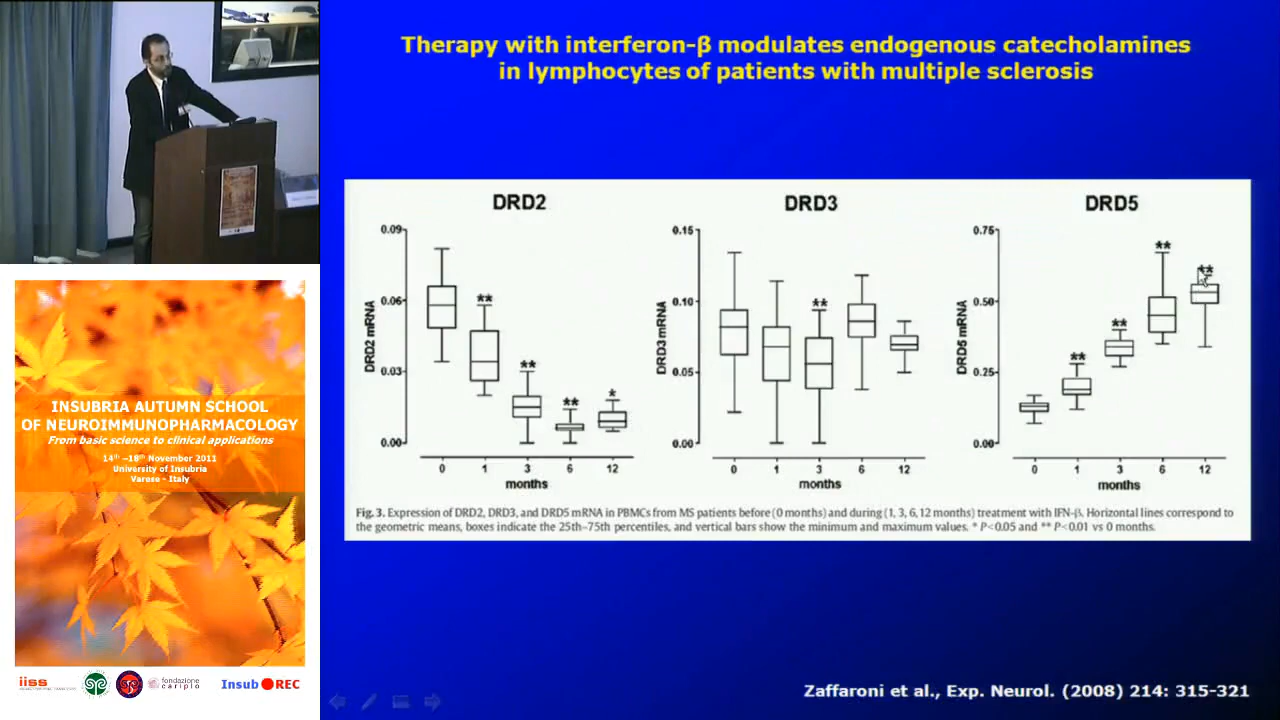 Therapy with interferon-β modulates endogenous catecholamines
in lymphocytes of patients with multiple sclerosis
DRD2
DRD2 mRNA
0.09
0.06
0.03
0.00
**
**
**
*
0
1
3
6
12
months
DRD3
DRD3 mRNA
0.15
0.10
0.05
0.00
**
0
1
3
6
12
months
DRD5
DRD5 mRNA
0.75
0.50
0.25
0.00
**
**
**
**
0
1
3
6
12
months
Fig. 3. Expression of DRD2, DRD3, and DRD5 mRNA in PBMCs from MS patients before (0 months) and during (1, 3, 6, 12 months) treatment with IFN-β. Horizontal lines correspond to
the geometric means, boxes indicate the 25th–75th percentiles, and vertical bars show the minimum and maximum values. * P<0.05 and ** P<0.01 vs 0 months.
Zaffaroni et al., Exp. Neurol. (2008) 214: 315-321
INSUBRIA AUTUMN SCHOOL
OF NEUROIMMUNOPHARMACOLOGY
From basic science to clinical applications
14th –18th November 2011
University of Insubria
Varese - Italy
iiss
fondazione
cariplo
Insub REC